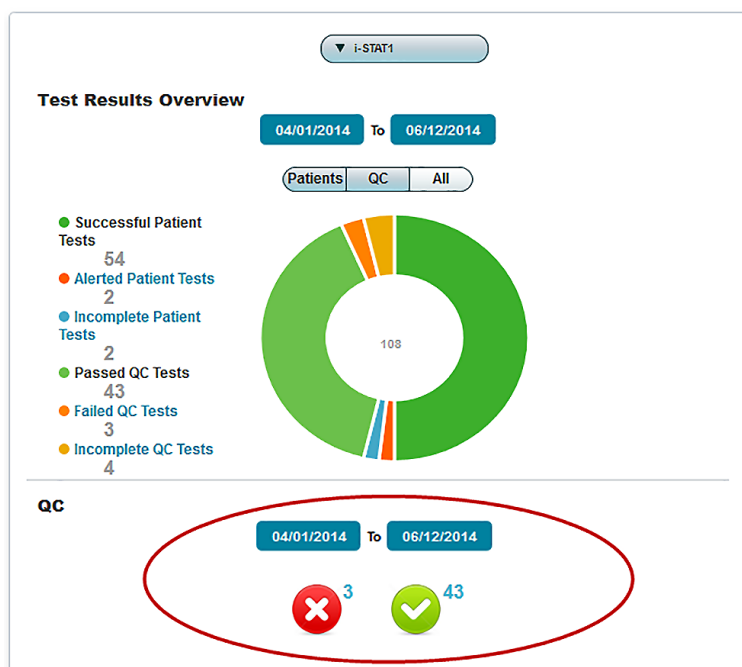 ▼ i-STAT1
Test Results Overview
04/01/2014 To 06/12/2014
Patients QC All
Successful Patient
Tests
54
Alerted Patient Tests
2
Incomplete Patient
Tests
2
Passed QC Tests
43
Failed QC Tests
3
Incomplete QC Tests
4
108
QC
04/01/2014 To 06/12/2014
3 43